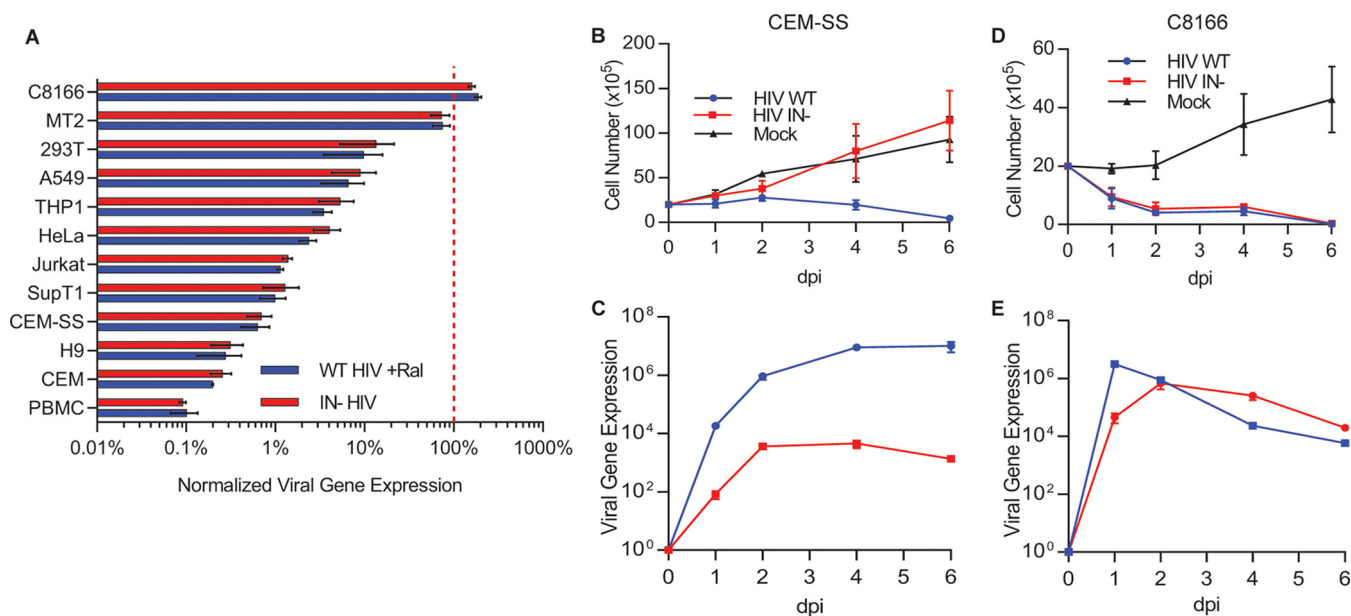 A
C8166
MT2
293T
A549
THP1
HeLa
Jurkat
SupT1
CEM-SS
H9
CEM
PBMC
WT HIV +Ral
IN- HIV
0.01% 0.1% 1% 10% 100% 1000%
Normalized Viral Gene Expression
B
CEM-SS
200
150
100
50
0
Cell Number (x10⁵)
HIV WT
HIV IN-
Mock
0 1 2 3 4 5 6
dpi
C
10⁸
10⁶
10⁴
10²
10⁰
Viral Gene Expression
0 1 2 3 4 5 6
dpi
D
C8166
60
40
20
0
Cell Number (x10⁵)
HIV WT
HIV IN-
Mock
0 1 2 3 4 5 6
dpi
E
10⁸
10⁶
10⁴
10²
10⁰
Viral Gene Expression
0 1 2 3 4 5 6
dpi